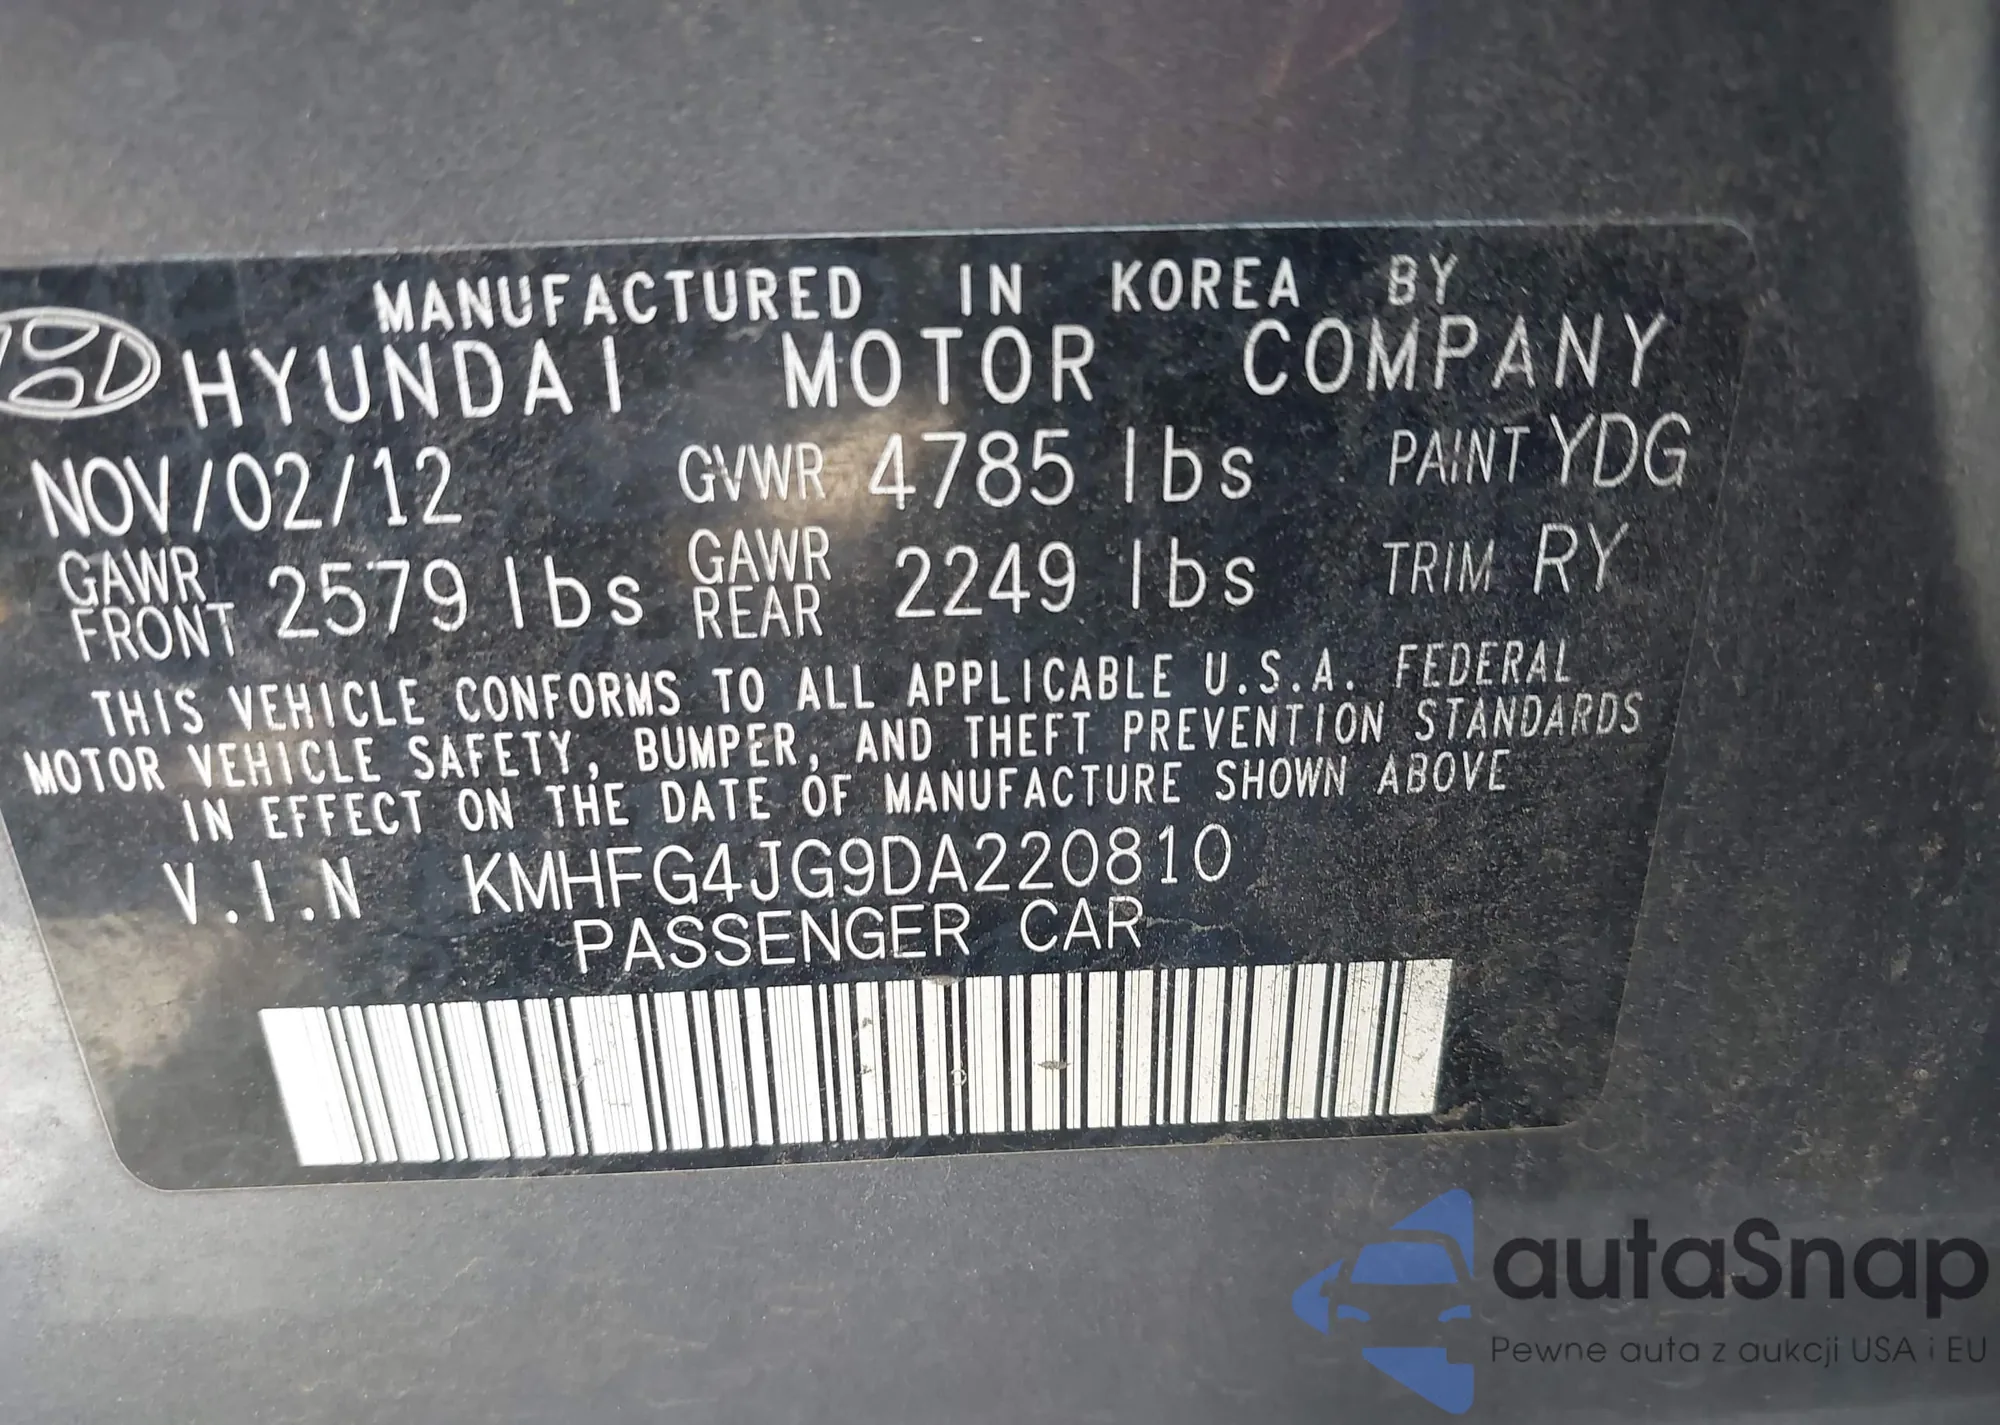 MANUFACTURED IN KOREA BY
HYUNDAI MOTOR COMPANY
NOV/02/12 GVWR 4785 lbs PAINT YDG
GAWR FRONT 2579 lbs GAWR REAR 2249 lbs TRIM RY
THIS VEHICLE CONFORMS TO ALL APPLICABLE U.S.A. FEDERAL
MOTOR VEHICLE SAFETY, BUMPER, AND THEFT PREVENTION STANDARDS
IN EFFECT ON THE DATE OF MANUFACTURE SHOWN ABOVE
V.I.N KMHFG4JG9DA220810
PASSENGER CAR
autaSnap
Pewne auta z aukcji USA i EU